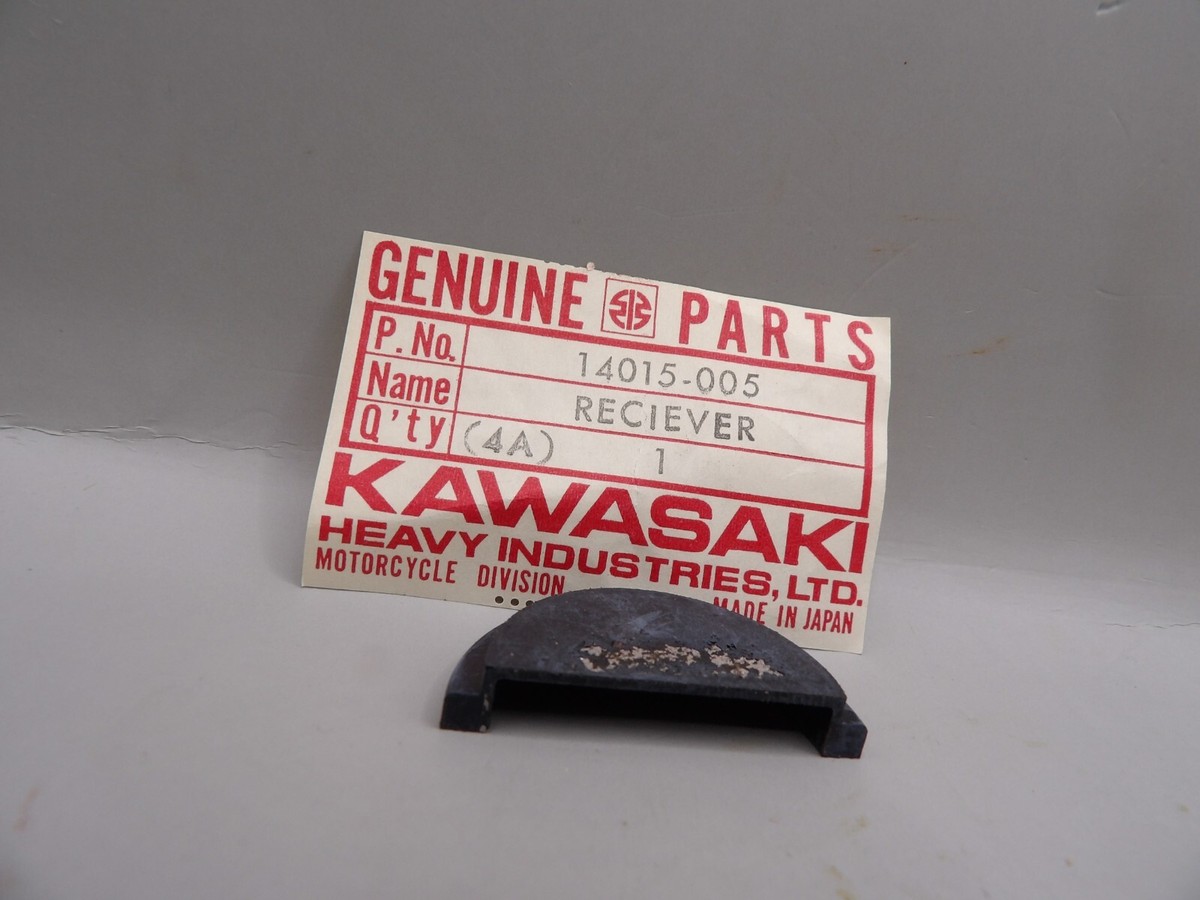 GENUINE PARTS
P. No. 14015-005
Name RECIEVER
Q'ty (4A) 1
KAWASAKI
HEAVY INDUSTRIES, LTD.
MOTORCYCLE DIVISION MADE IN JAPAN